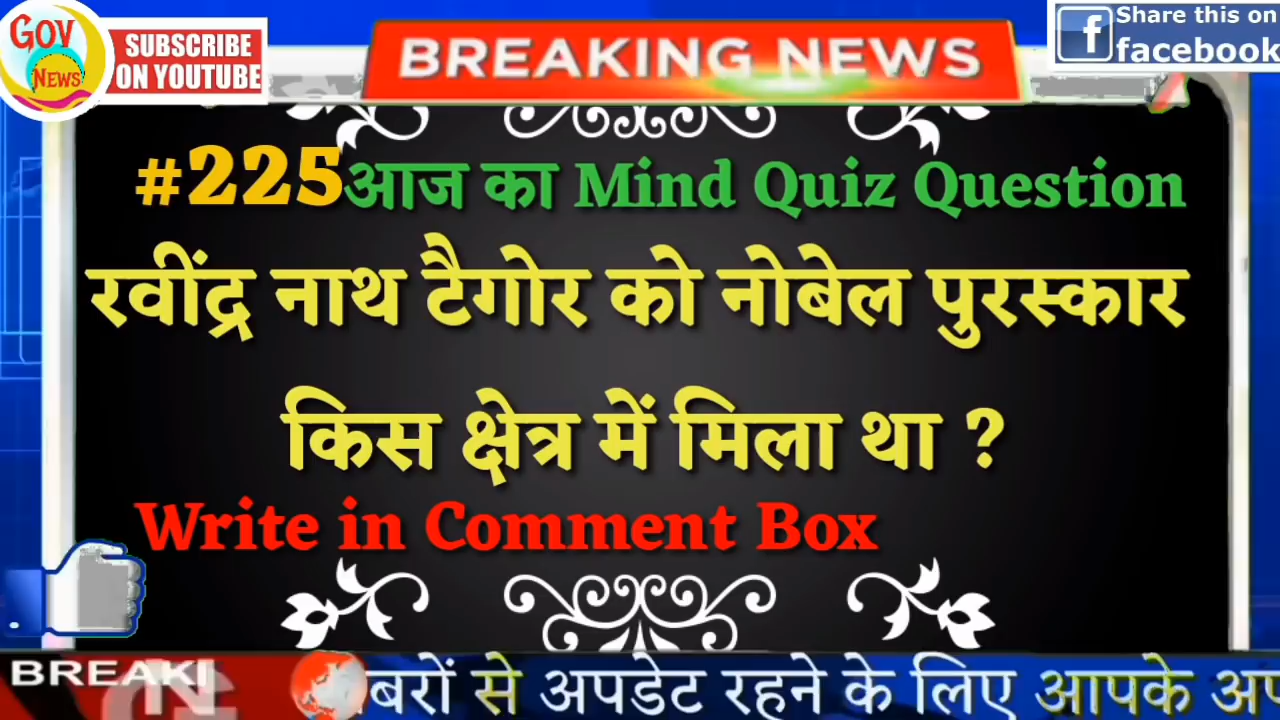 GOV
NEWS
SUBSCRIBE
ON YOUTUBE
BREAKING NEWS
Share this on
facebook
#225आज का Mind Quiz Question
रवींद्र नाथ टैगोर को नोबेल पुरस्कार
किस क्षेत्र में मिला था ?
Write in Comment Box
BREAKI
से अपडेट रहने के लिए आपके